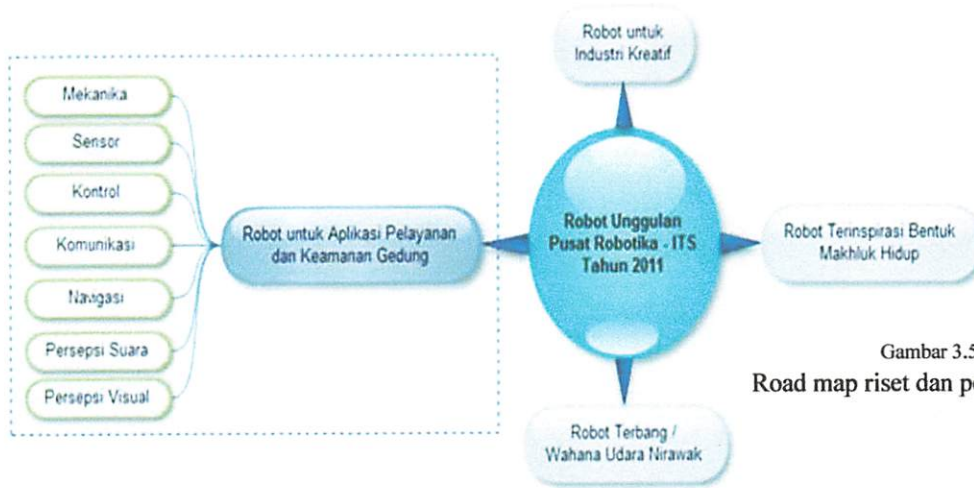 Robot untuk
Industri Kreatif
Mekanika
Sensor
Kontrol
Komunikasi
Navigasi
Persepsi Suara
Persepsi Visual
Robot untuk Aplikasi Pelayanan
dan Keamanan Gedung
Robot Unggulan
Pusat Robotika - ITS
Tahun 2011
Robot Terinspirasi Bentuk
Makhluk Hidup
Robot Terbang /
Wahana Udara Nirawak
Gambar 3.5
Road map riset dan